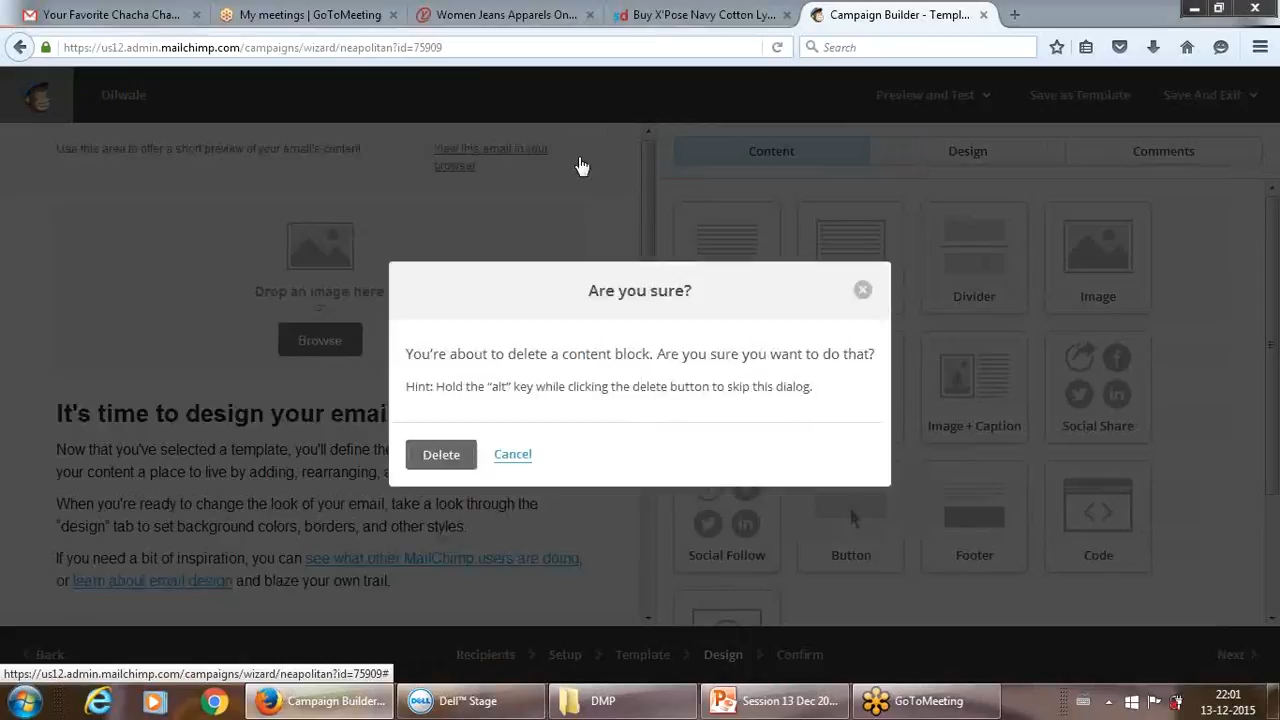 Your Favorite Chacha Cha...
My meetings | GoToMeeting
Women Jeans Apparels On...
Buy X'Pose Navy Cotton Ly...
Campaign Builder - Templ...
https://us12.admin.mailchimp.com/campaigns/wizard/neapolitan?id=75909
Search
Dilwale
Preview and Test
Save as Template
Save And Exit
Use this area to offer a short preview of your email's content
View this email in your
browser
Content
Design
Comments
Drop an image here
Browse
Divider
Image
Are you sure?
You're about to delete a content block. Are you sure you want to do that?
Hint: Hold the "alt" key while clicking the delete button to skip this dialog.
Delete
Cancel
Image + Caption
Social Share
It's time to design your email
Now that you've selected a template, you'll define the
your content a place to live by adding, rearranging, a
When you're ready to change the look of your email, take a look through the
"design" tab to set background colors, borders, and other styles.
If you need a bit of inspiration, you can see what other MailChimp users are doing,
or learn about email design and blaze your own trail.
Social Follow
Button
Footer
Code
Back
Recipients
Setup
Template
Design
Confirm
Next
https://us12.admin.mailchimp.com/campaigns/wizard/neapolitan?id=75909#
Campaign Builder...
Dell™ Stage
DMP
Session 13 Dec 20...
GoToMeeting
22:01
13-12-2015